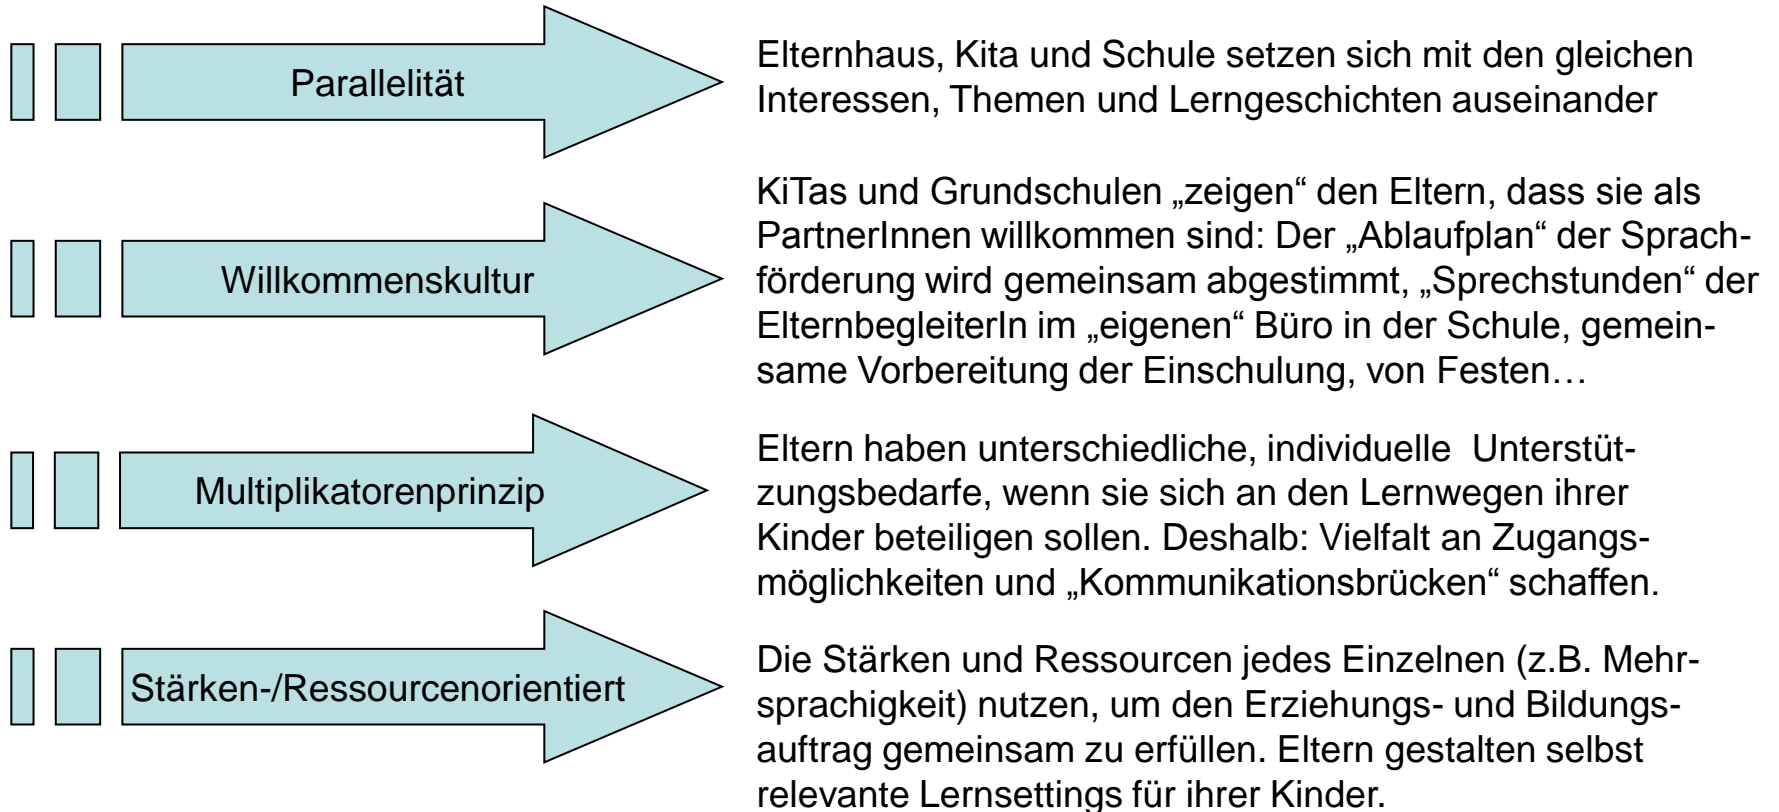 Parallelität
Elternhaus, Kita und Schule setzen sich mit den gleichen
Interessen, Themen und Lerngeschichten auseinander
Willkommenskultur
KiTas und Grundschulen „zeigen“ den Eltern, dass sie als
PartnerInnen willkommen sind: Der „Ablaufplan“ der Sprach-
förderung wird gemeinsam abgestimmt, „Sprechstunden“ der
ElternbegleiterIn im „eigenen“ Büro in der Schule, gemein-
same Vorbereitung der Einschulung, von Festen…
Multiplikatorenprinzip
Eltern haben unterschiedliche, individuelle  Unterstüt-
zungsbedarfe, wenn sie sich an den Lernwegen ihrer
Kinder beteiligen sollen. Deshalb: Vielfalt an Zugangs-
möglichkeiten und „Kommunikationsbrücken“ schaffen.
Stärken-/Ressourcenorientiert
Die Stärken und Ressourcen jedes Einzelnen (z.B. Mehr-
sprachigkeit) nutzen, um den Erziehungs- und Bildungs-
auftrag gemeinsam zu erfüllen. Eltern gestalten selbst
relevante Lernsettings für ihrer Kinder.